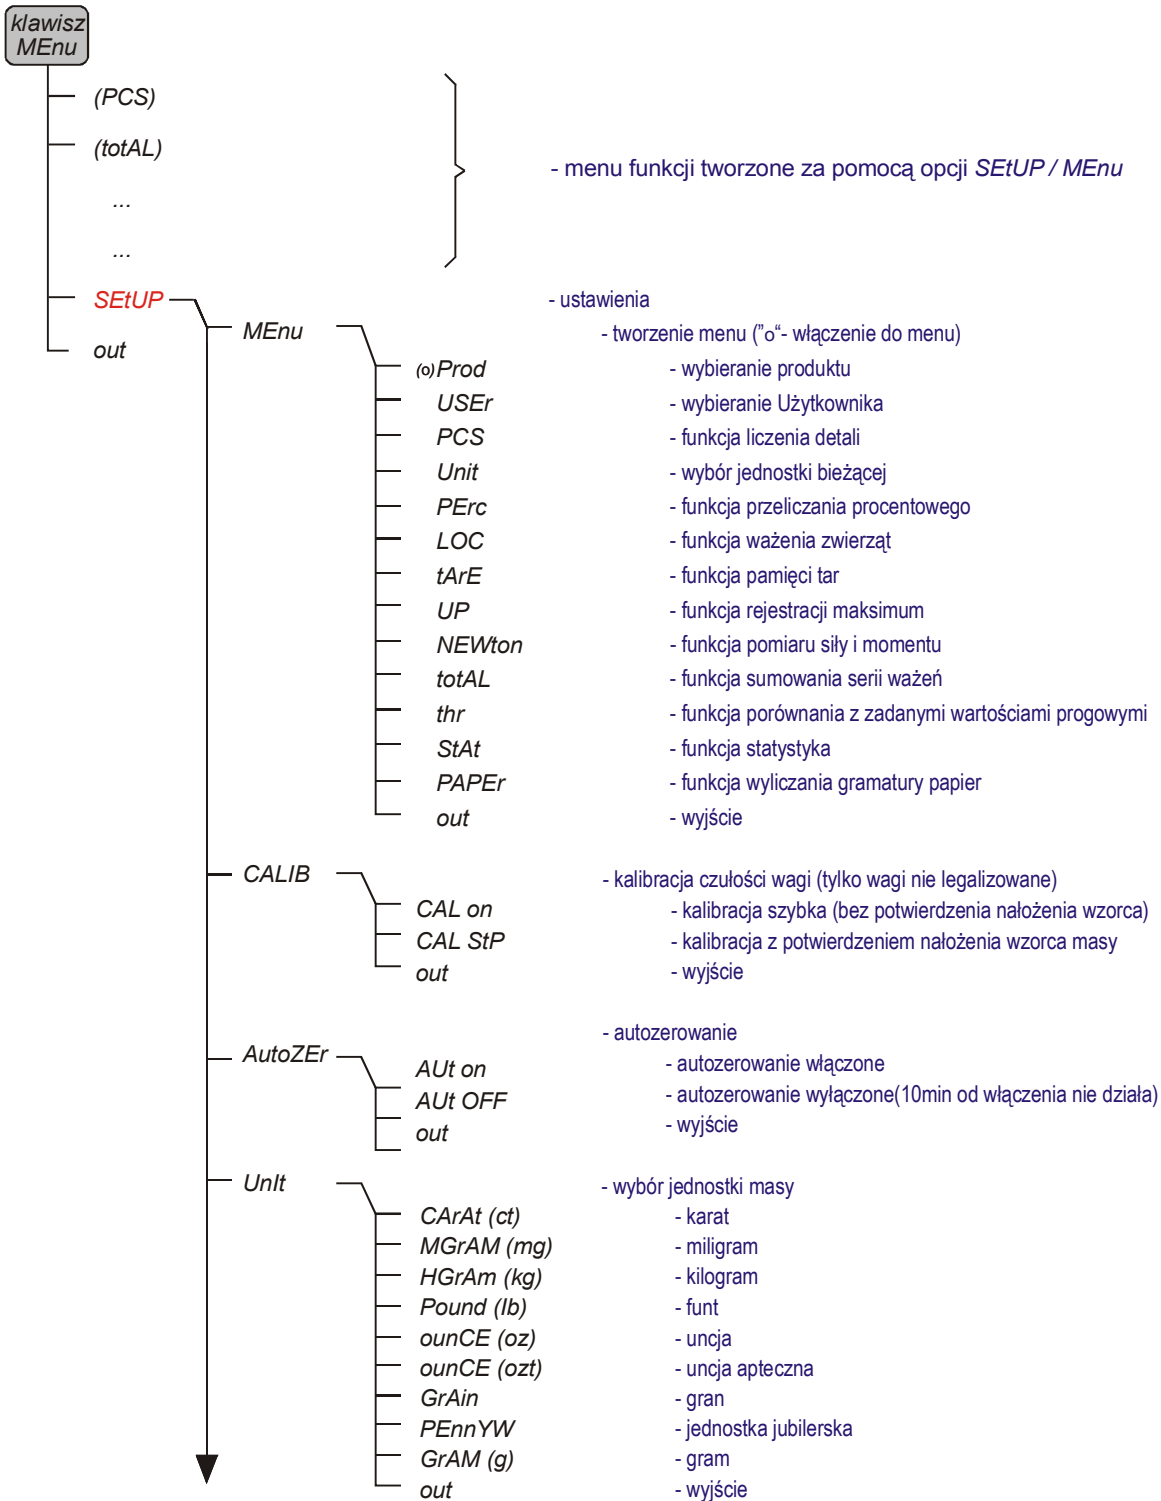 klawisz
MEnu
(PCS)
(totAL)
- menu funkcji tworzone za pomocą opcji SEtUP / MEnu
...
...
SEtUP - ustawienia
MEnu - tworzenie menu ("o"- włączenie do menu)
out
(o) Prod - wybieranie produktu
USEr - wybieranie Użytkownika
PCS - funkcja liczenia detali
Unit - wybór jednostki bieżącej
PErc - funkcja przeliczania procentowego
LOC - funkcja ważenia zwierząt
tArE - funkcja pamięci tar
UP - funkcja rejestracji maksimum
NEWton - funkcja pomiaru siły i momentu
totAL - funkcja sumowania serii ważeń
thr - funkcja porównania z zadanymi wartościami progowymi
StAt - funkcja statystyka
PAPEr - funkcja wyliczania gramatury papier
out - wyjście
CALIB - kalibracja czułości wagi (tylko wagi nie legalizowane)
CAL on - kalibracja szybka (bez potwierdzenia nałożenia wzorca)
CAL StP - kalibracja z potwierdzeniem nałożenia wzorca masy
out - wyjście
AutoZEr - autozerowanie
AUt on - autozerowanie włączone
AUt OFF - autozerowanie wyłączone(10min od włączenia nie działa)
out - wyjście
UnIt - wybór jednostki masy
CArAt (ct) - karat
MGrAM (mg) - miligram
HGrAm (kg) - kilogram
Pound (lb) - funt
ounCE (oz) - uncja
ounCE (ozt) - uncja apteczna
GrAin - gran
PEnnYW - jednostka jubilerska
GrAM (g) - gram
out - wyjście